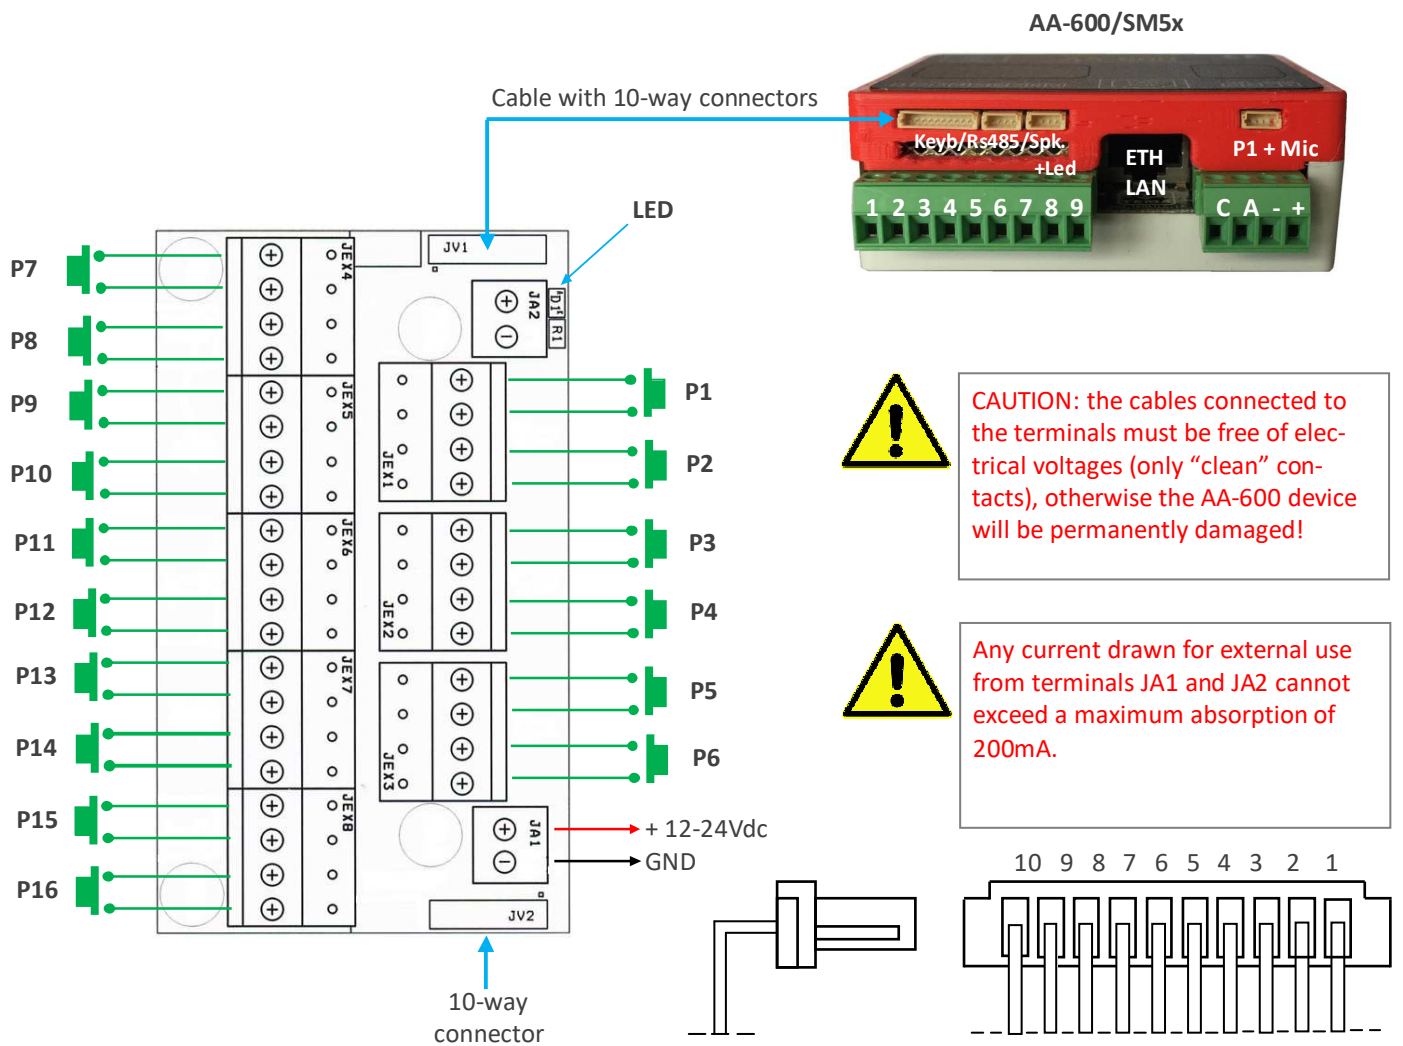 AA-600/SM5x
Cable with 10-way connectors
Keyb/Rs485/Spk.
+Led
ETH
LAN
P1 + Mic
1 2 3 4 5 6 7 8 9
C A - +
LED
JV1
JEX4
JA2
D1
R1
P7
P8
P9
P10
P11
P12
P13
P14
P15
P16
JEX5
JEX6
JEX7
JEX8
JEX1
JEX2
JEX3
P1
P2
P3
P4
P5
P6
JA1
+ 12-24Vdc
GND
JV2
10-way
connector
CAUTION: the cables connected to
the terminals must be free of elec-
trical voltages (only “clean” con-
tacts), otherwise the AA-600 device
will be permanently damaged!
Any current drawn for external use
from terminals JA1 and JA2 cannot
exceed a maximum absorption of
200mA.
10 9 8 7 6 5 4 3 2 1